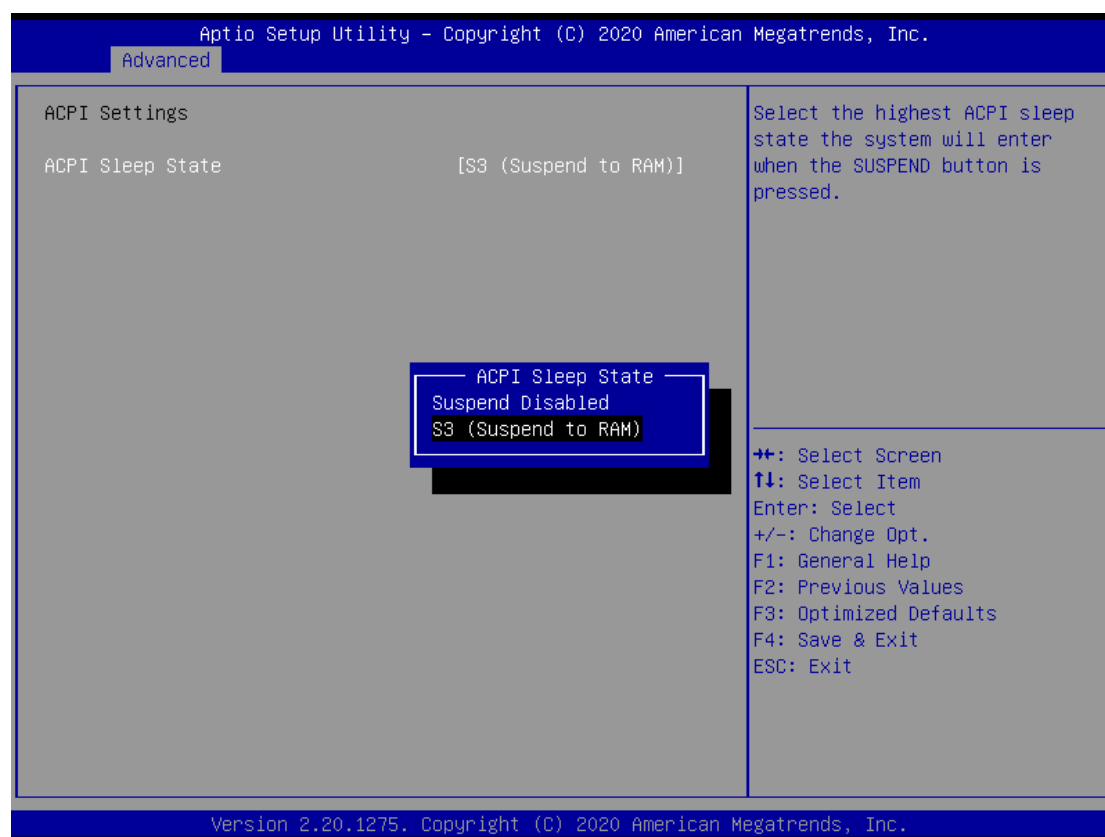 Aptio Setup Utility – Copyright (C) 2020 American Megatrends, Inc.
Advanced
ACPI Settings
ACPI Sleep State [S3 (Suspend to RAM)]
Select the highest ACPI sleep
state the system will enter
when the SUSPEND button is
pressed.
ACPI Sleep State
Suspend Disabled
S3 (Suspend to RAM)
→←: Select Screen
↑↓: Select Item
Enter: Select
+/-: Change Opt.
F1: General Help
F2: Previous Values
F3: Optimized Defaults
F4: Save & Exit
ESC: Exit
Version 2.20.1275. Copyright (C) 2020 American Megatrends, Inc.